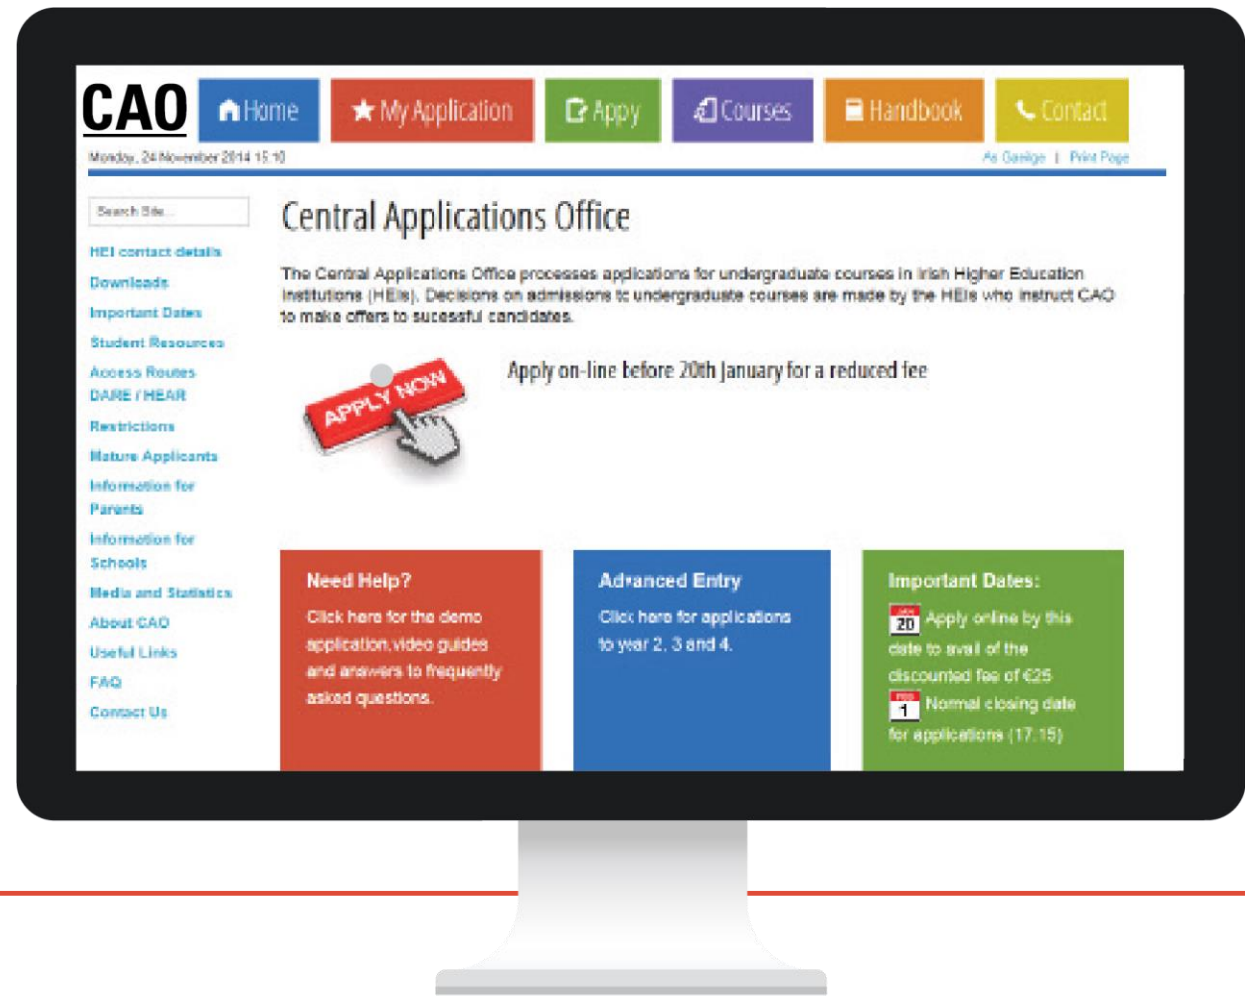 CAO
Home
My Application
Appy
Courses
Handbook
Contact
Monday, 24 November 2014 15:10
As Gaeilge | Print Page
Search Site...
HEI contact details
Downloads
Important Dates
Student Resources
Access Routes
DARE / HEAR
Restrictions
Mature Applicants
Information for
Parents
Information for
Schools
Media and Statistics
About CAO
Useful Links
FAQ
Contact Us
Central Applications Office
The Central Applications Office processes applications for undergraduate courses in Irish Higher Education
Institutions (HEIs). Decisions on admissions to undergraduate courses are made by the HEIs who instruct CAO
to make offers to sucessful candidates.
APPLY NOW
Apply on-line before 20th January for a reduced fee
Need Help?
Click here for the demo
application, video guides
and answers to frequently
asked questions.
Advanced Entry
Click here for applications
to year 2, 3 and 4.
Important Dates:
JAN
20 Apply online by this
date to avail of the
discounted fee of €25
FEB
1 Normal closing date
for applications (17:15)